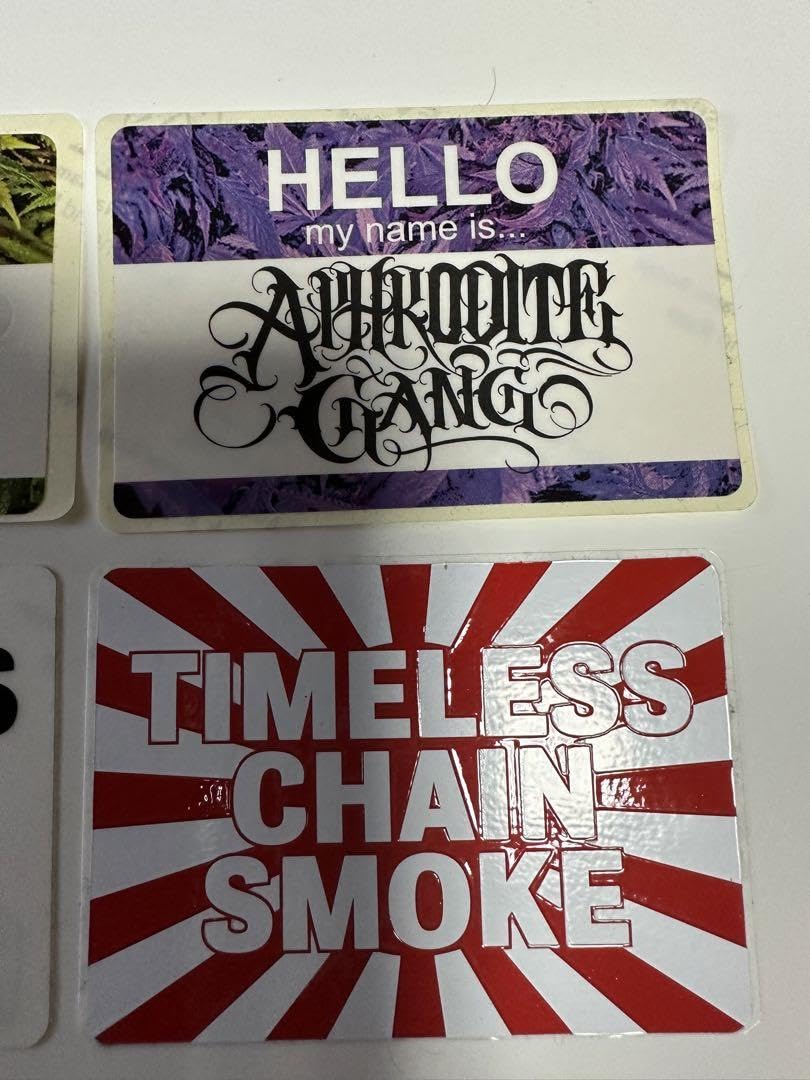 HELLO
my name is...
APHRODITE
GANG
TIMELESS
CHAIN
SMOKE